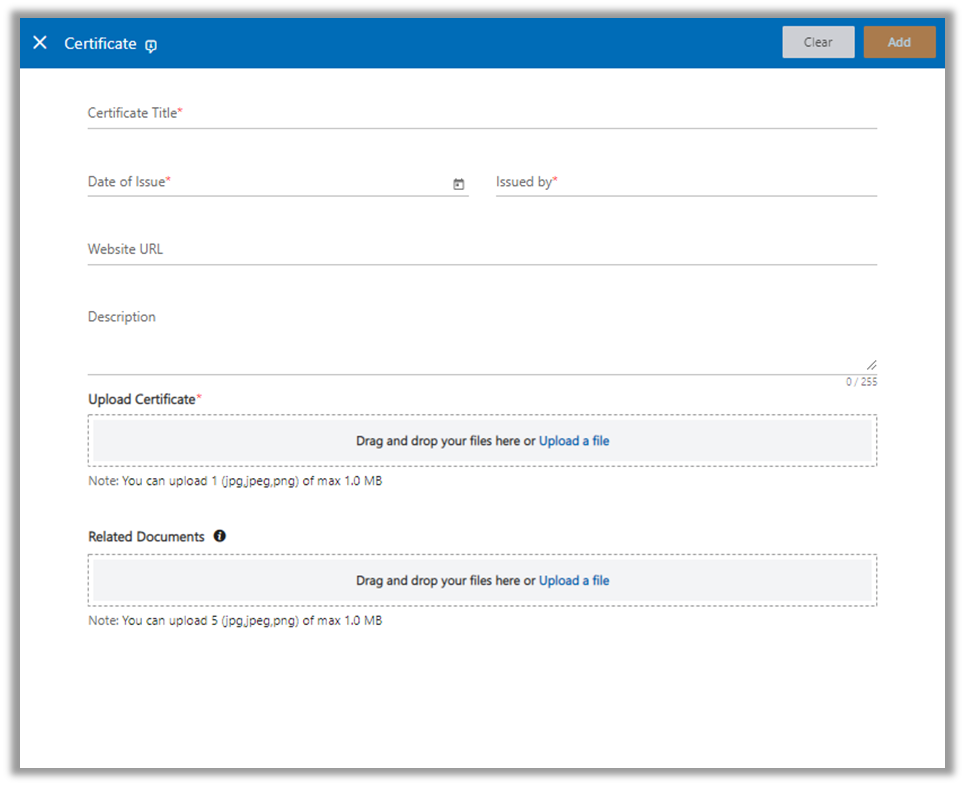 Certificate
Clear
Add
Certificate Title*
Date of Issue*
Issued by*
Website URL
Description
0 / 255
Upload Certificate*
Drag and drop your files here or Upload a file
Note: You can upload 1 (jpg,jpeg,png) of max 1.0 MB
Related Documents
Drag and drop your files here or Upload a file
Note: You can upload 5 (jpg,jpeg,png) of max 1.0 MB